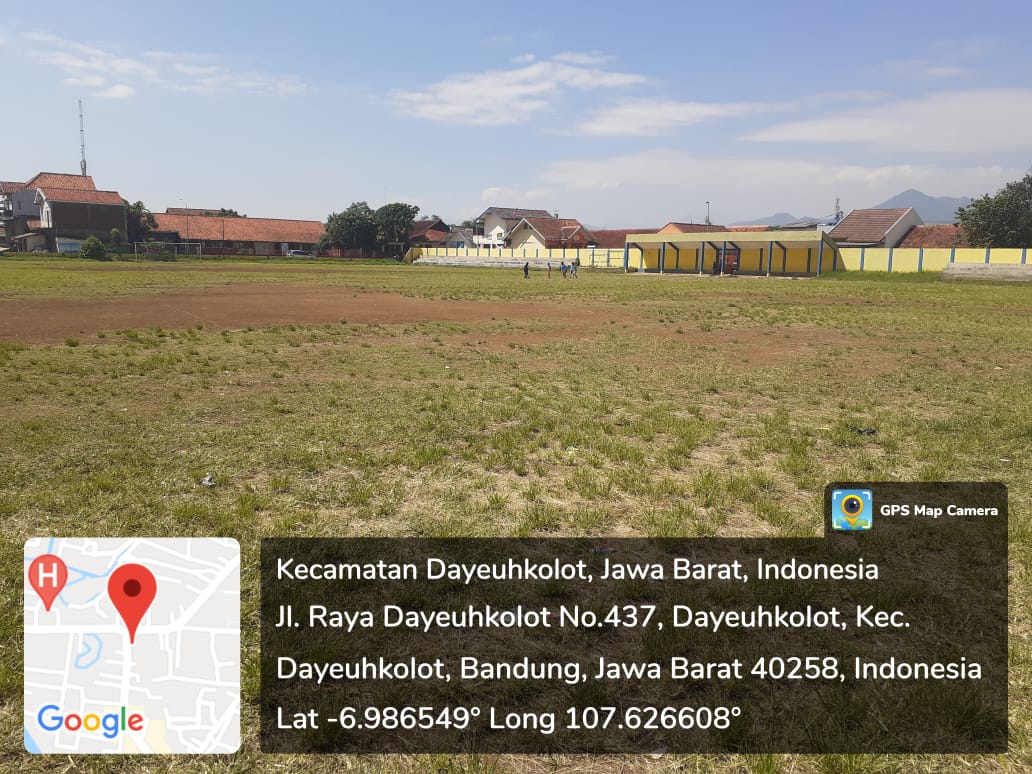 GPS Map Camera
Kecamatan Dayeuhkolot, Jawa Barat, Indonesia
Jl. Raya Dayeuhkolot No.437, Dayeuhkolot, Kec.
Dayeuhkolot, Bandung, Jawa Barat 40258, Indonesia
Lat -6.986549° Long 107.626608°
H
Google